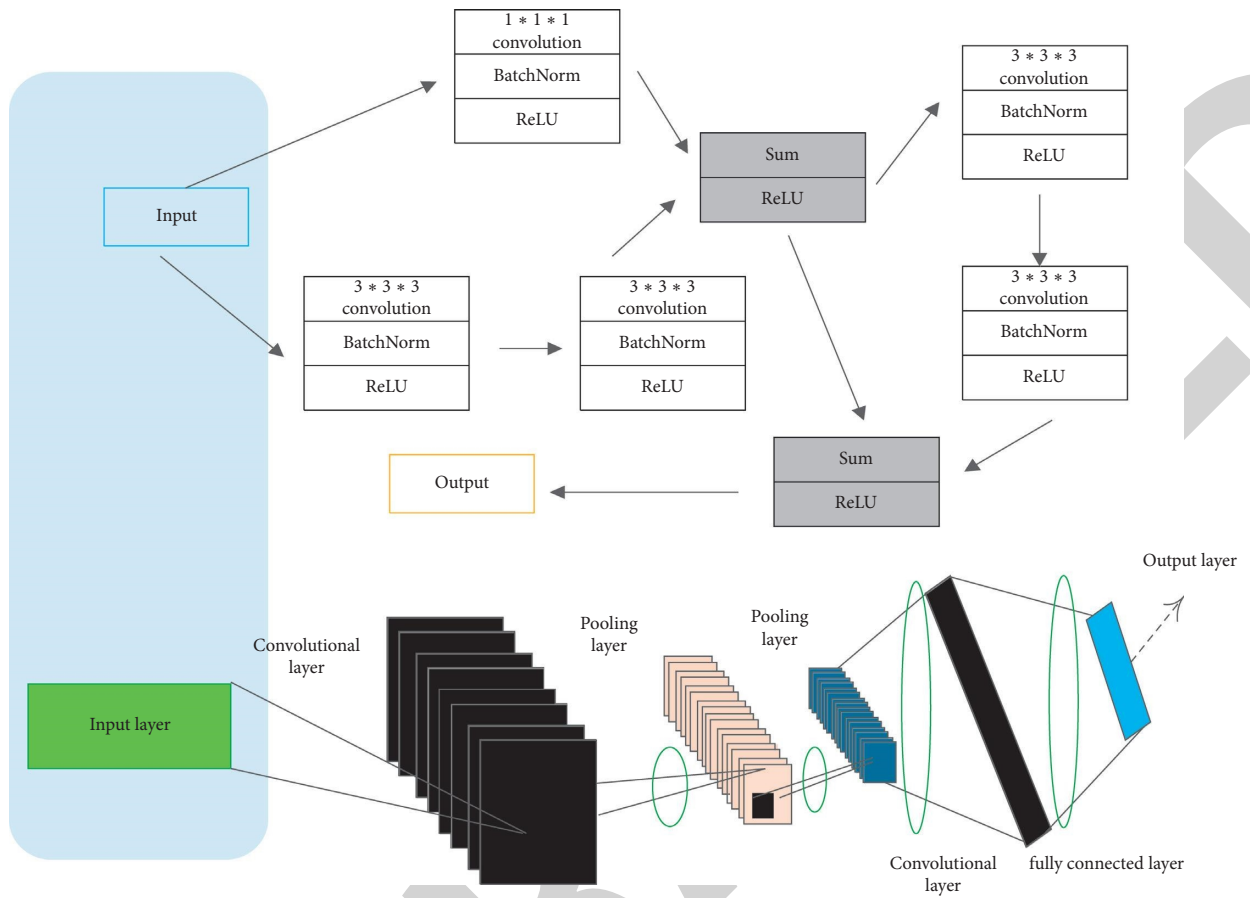 1 * 1 * 1
convolution
BatchNorm
ReLU
3 * 3 * 3
convolution
BatchNorm
ReLU
Sum
ReLU
Input
3 * 3 * 3
convolution
BatchNorm
ReLU
3 * 3 * 3
convolution
BatchNorm
ReLU
3 * 3 * 3
convolution
BatchNorm
ReLU
Sum
ReLU
Output
Output layer
Pooling
layer
Pooling
layer
Convolutional
layer
Input layer
Convolutional
layer
fully connected layer